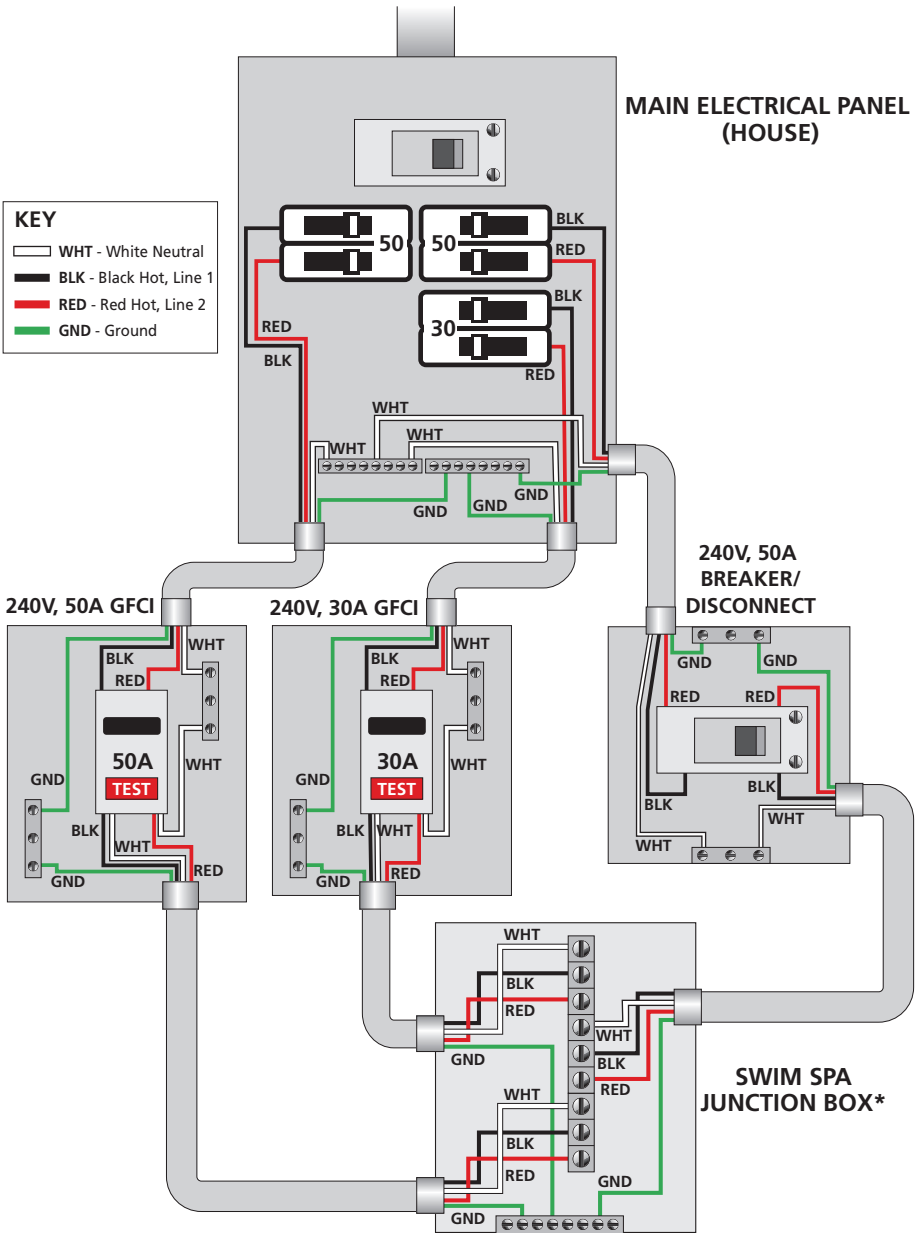 MAIN ELECTRICAL PANEL
(HOUSE)
KEY
WHT - White Neutral
BLK - Black Hot, Line 1
RED - Red Hot, Line 2
GND - Ground
50
50
BLK
RED
30
BLK
RED
RED
BLK
WHT
WHT
WHT
GND
GND
GND
240V, 50A GFCI
WHT
BLK
RED
50A
TEST
WHT
GND
BLK
WHT
RED
GND
240V, 30A GFCI
WHT
BLK
RED
30A
TEST
WHT
GND
BLK
WHT
RED
GND
240V, 50A
BREAKER/
DISCONNECT
GND
GND
RED
RED
BLK
BLK
WHT
WHT
WHT
BLK
RED
GND
WHT
BLK
RED
WHT
BLK
RED
GND
GND
SWIM SPA
JUNCTION BOX*